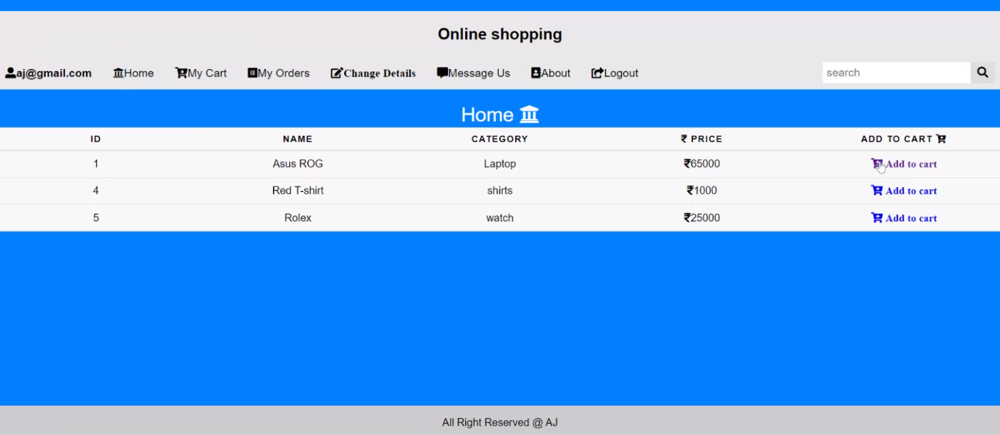 Online shopping
aj@gmail.com Home My Cart My Orders Change Details Message Us About Logout search
Home
ID NAME CATEGORY ₹ PRICE ADD TO CART
1 Asus ROG Laptop ₹65000 Add to cart
4 Red T-shirt shirts ₹1000 Add to cart
5 Rolex watch ₹25000 Add to cart
All Right Reserved @ AJ